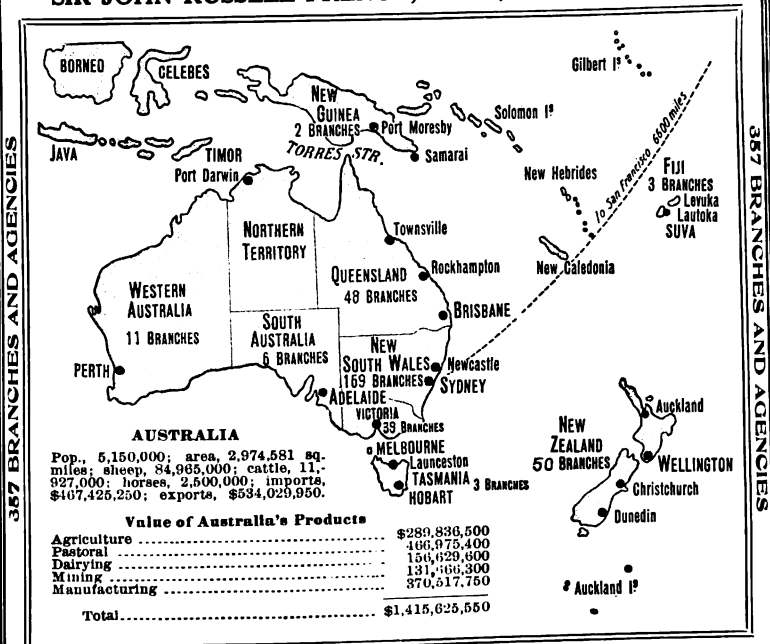 357 BRANCHES AND AGENCIES
BORNEO
CELEBES
JAVA
TIMOR
Port Darwin
NEW
GUINEA
2 BRANCHES
Port Moresby
Samarai
TORRES STR.
Gilbert Is
Solomon Is
New Hebrides
To San Francisco 6600 miles
FIJI
3 BRANCHES
Levuka
Lautoka
SUVA
New Caledonia
NORTHERN
TERRITORY
Townsville
Rockhampton
QUEENSLAND
48 BRANCHES
BRISBANE
WESTERN
AUSTRALIA
11 BRANCHES
PERTH
SOUTH
AUSTRALIA
6 BRANCHES
ADELAIDE
NEW
SOUTH WALES
169 BRANCHES
Newcastle
SYDNEY
VICTORIA
39 BRANCHES
MELBOURNE
Launceston
TASMANIA 3 BRANCHES
HOBART
NEW
ZEALAND
50 BRANCHES
Auckland
WELLINGTON
Christchurch
Dunedin
Auckland Is
AUSTRALIA
Pop., 5,150,000; area, 2,974,581 sq.
miles; sheep, 84,965,000; cattle, 11,-
927,000; horses, 2,500,000; imports,
$467,425,250; exports, $534,029,950.
Value of Australia's Products
Agriculture $289,836,500
Pastoral 466,975,400
Dairying 156,629,600
Mining 131,666,300
Manufacturing 370,517,750
Total $1,415,625,550
357 BRANCHES AND AGENCIES